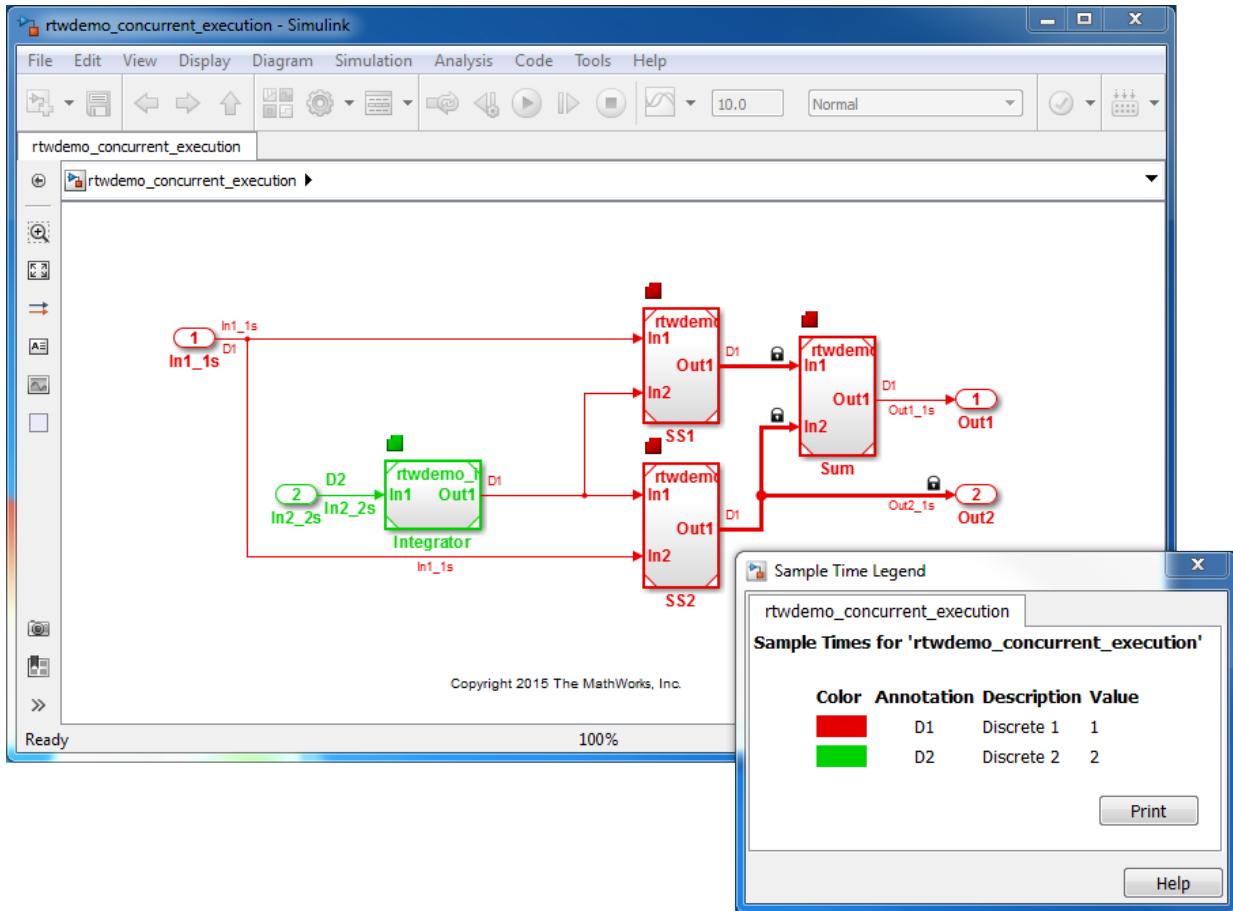 rtwdemo_concurrent_execution - Simulink
File Edit View Display Diagram Simulation Analysis Code Tools Help
10.0 Normal
rtwdemo_concurrent_execution
rtwdemo_concurrent_execution
1
In1_1s
D1
In1_1s
2
In2_2s
D2
In2_2s
rtwdemo_
In1 Out1
Integrator
D1
In1_1s
rtwdemo
In1
Out1
In2
SS1
D1
rtwdemo
In1
Out1
In2
SS2
D1
rtwdemo
In1
Out1
In2
Sum
D1
Out1_1s
1
Out1
Out2_1s
2
Out2
Copyright 2015 The MathWorks, Inc.
Ready 100%
Sample Time Legend
rtwdemo_concurrent_execution
Sample Times for 'rtwdemo_concurrent_execution'
Color Annotation Description Value
D1 Discrete 1 1
D2 Discrete 2 2
Print
Help